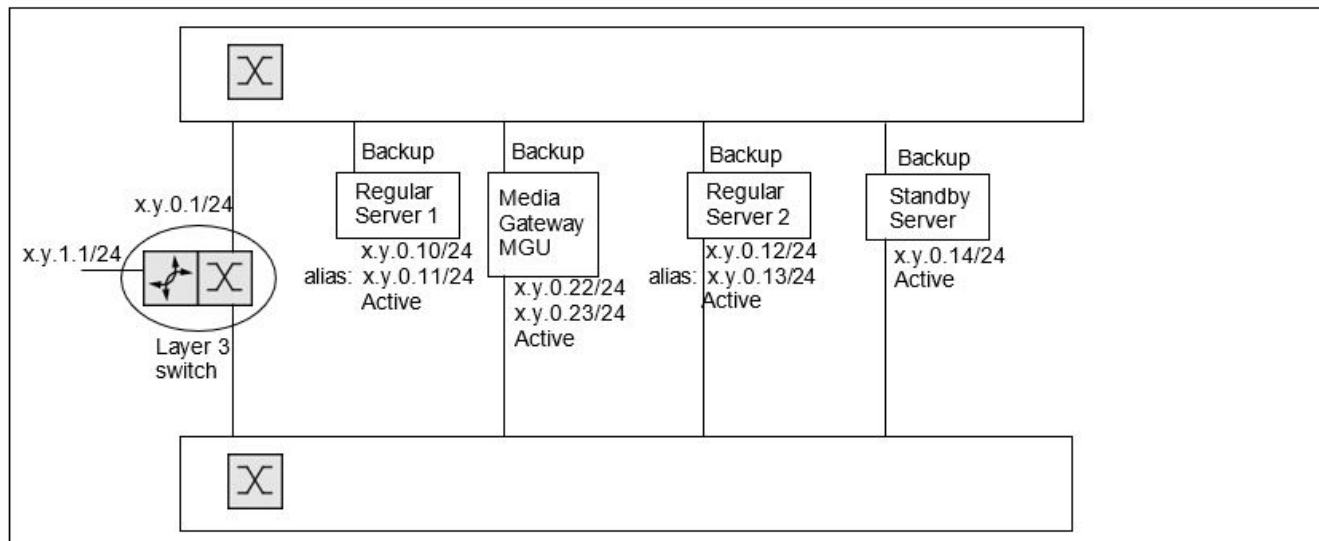 Backup
Backup
Backup
Backup
Regular
Server 1
Media
Gateway
MGU
Regular
Server 2
Standby
Server
x.y.0.1/24
x.y.1.1/24
x.y.0.10/24
alias: x.y.0.11/24
Active
x.y.0.22/24
x.y.0.23/24
Active
x.y.0.12/24
alias: x.y.0.13/24
Active
x.y.0.14/24
Active
Layer 3
switch